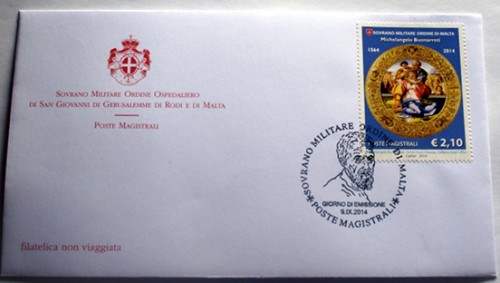 SOVRANO MILITARE ORDINE OSPEDALIERO
DI SAN GIOVANNI DI GERUSALEMME DI RODI E DI MALTA
POSTE MAGISTRALI
SOVRANO MILITARE ORDINE DI MALTA
Michelangelo Buonarroti
1564 2014
POSTE MAGISTRALI € 2,10
SOVRANO MILITARE ORDINE DI MALTA
POSTE MAGISTRALI
GIORNO DI EMISSIONE
9.IX.2014
filatelica non viaggiata